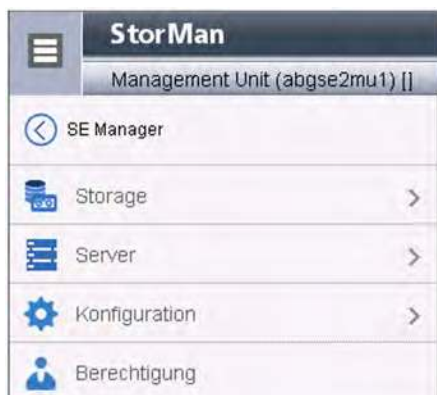 StorMan
Management Unit (abgse2mu1) []
SE Manager
Storage
Server
Konfiguration
Berechtigung